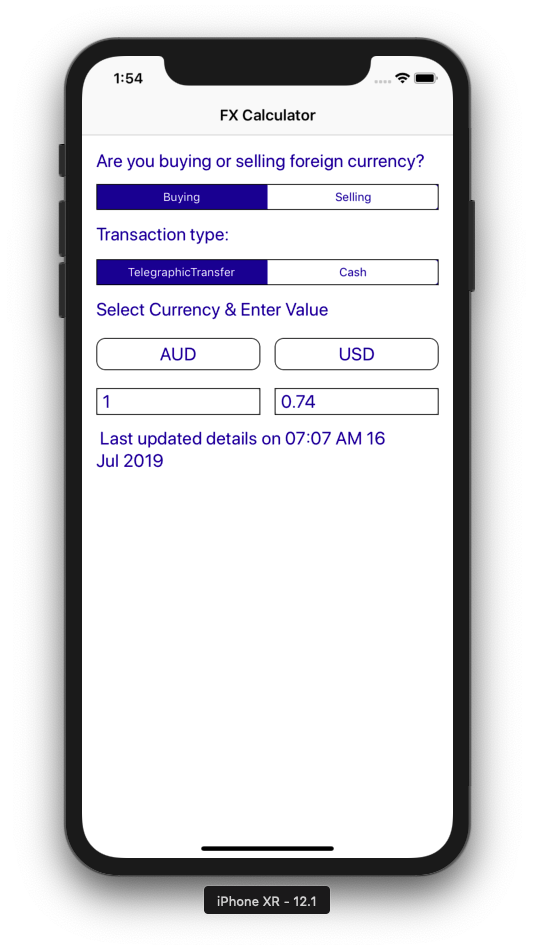 1:54
FX Calculator
Are you buying or selling foreign currency?
Buying Selling
Transaction type:
TelegraphicTransfer Cash
Select Currency & Enter Value
AUD USD
1 0.74
Last updated details on 07:07 AM 16
Jul 2019
iPhone XR - 12.1